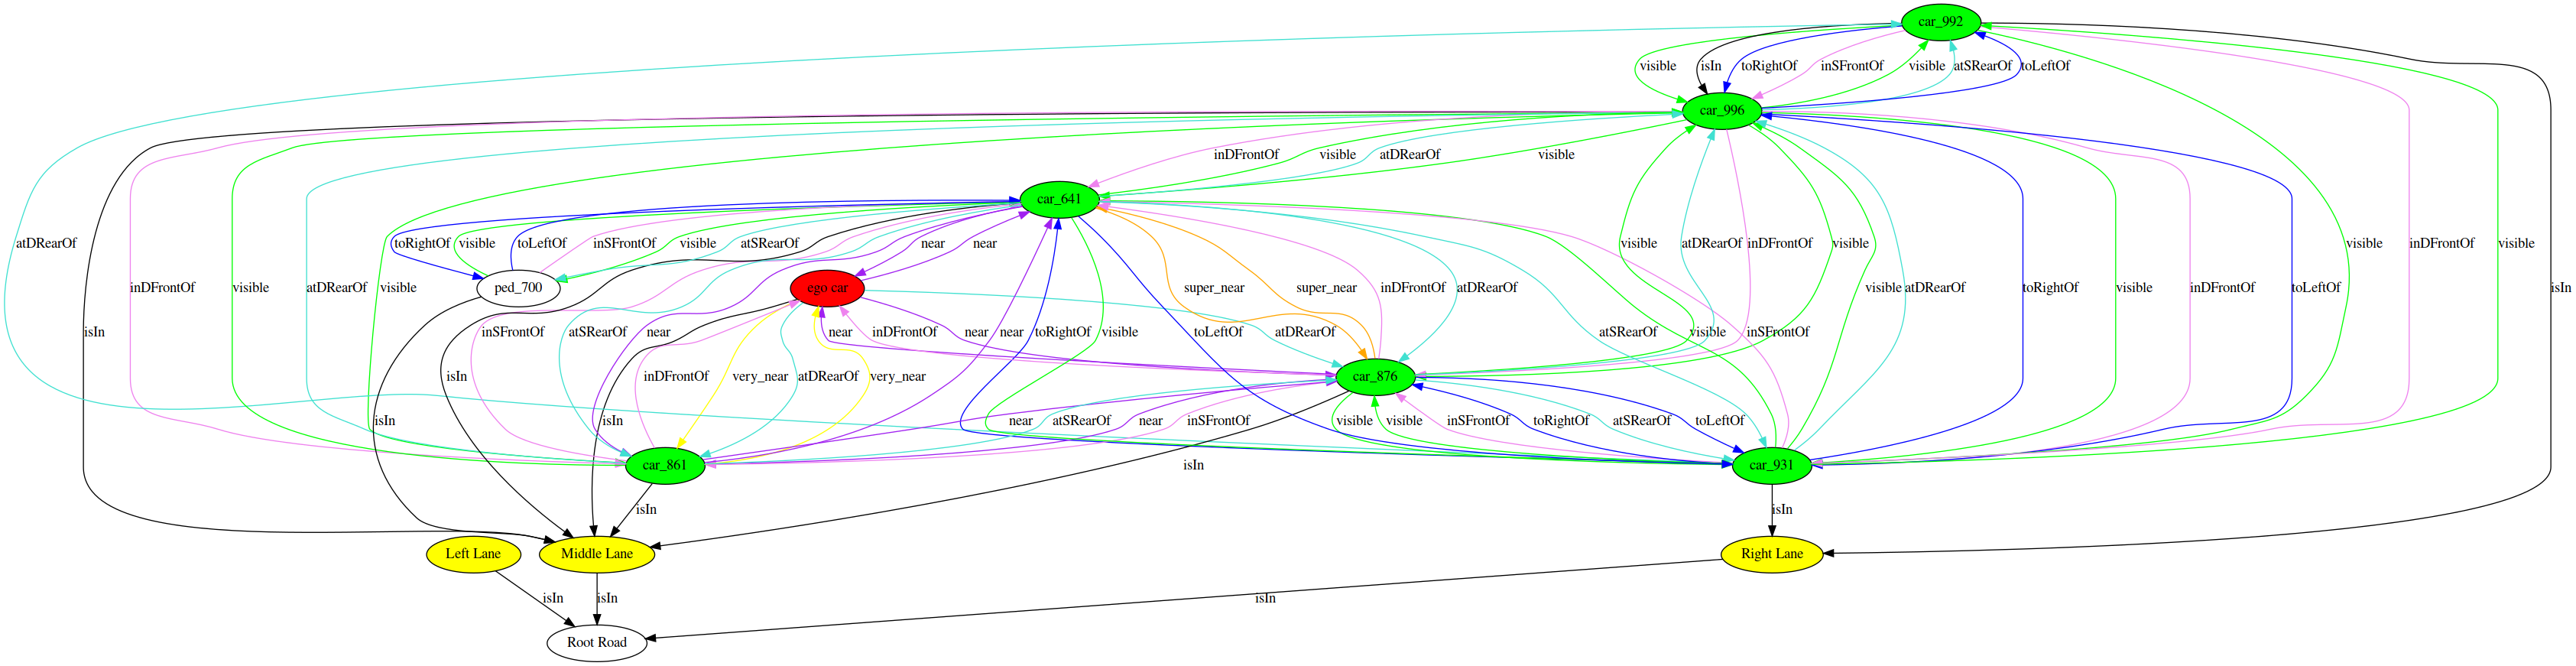 car_992
visible isIn toRightOf inSFrontOf visible atSRearOf toLeftOf
car_996
inDFrontOf visible atDRearOf visible
car_641
atDRearOf toRightOf visible toLeftOf inSFrontOf visible atSRearOf near near visible atDRearOf inDFrontOf visible visible inDFrontOf visible
ped_700 ego car
inDFrontOf visible atDRearOf visible super_near super_near inDFrontOf atDRearOf visible atDRearOf toRightOf visible inDFrontOf toLeftOf isIn
isIn inSFrontOf atSRearOf near near inDFrontOf near near toRightOf visible toLeftOf atDRearOf atSRearOf visible inSFrontOf
isIn inDFrontOf very_near atDRearOf very_near car_876
isIn isIn near atSRearOf near inSFrontOf visible visible inSFrontOf toRightOf atSRearOf toLeftOf
car_861 isIn car_931
isIn isIn
Left Lane Middle Lane Right Lane
isIn isIn isIn
Root Road